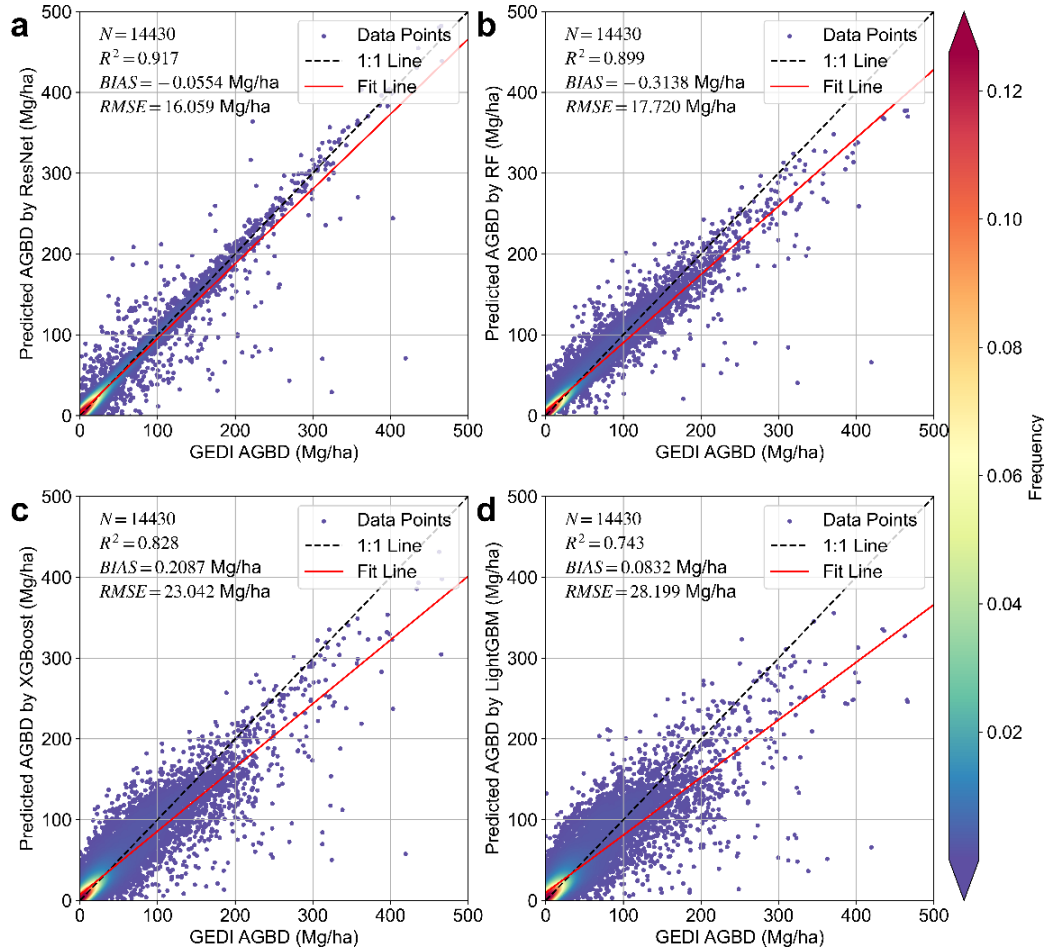 a
N = 14430
R² = 0.917
BIAS = −0.0554 Mg/ha
RMSE = 16.059 Mg/ha
Data Points
1:1 Line
Fit Line
Predicted AGBD by ResNet (Mg/ha)
500
400
300
200
100
0
0 100 200 300 400 500
GEDI AGBD (Mg/ha)
b
N = 14430
R² = 0.899
BIAS = −0.3138 Mg/ha
RMSE = 17.720 Mg/ha
Data Points
1:1 Line
Fit Line
Predicted AGBD by RF (Mg/ha)
500
400
300
200
100
0
0 100 200 300 400 500
GEDI AGBD (Mg/ha)
c
N = 14430
R² = 0.828
BIAS = 0.2087 Mg/ha
RMSE = 23.042 Mg/ha
Data Points
1:1 Line
Fit Line
Predicted AGBD by XGBoost (Mg/ha)
500
400
300
200
100
0
0 100 200 300 400 500
GEDI AGBD (Mg/ha)
d
N = 14430
R² = 0.743
BIAS = 0.0832 Mg/ha
RMSE = 28.199 Mg/ha
Data Points
1:1 Line
Fit Line
Predicted AGBD by LightGBM (Mg/ha)
500
400
300
200
100
0
0 100 200 300 400 500
GEDI AGBD (Mg/ha)
0.12
0.10
0.08
0.06
0.04
0.02
Frequency